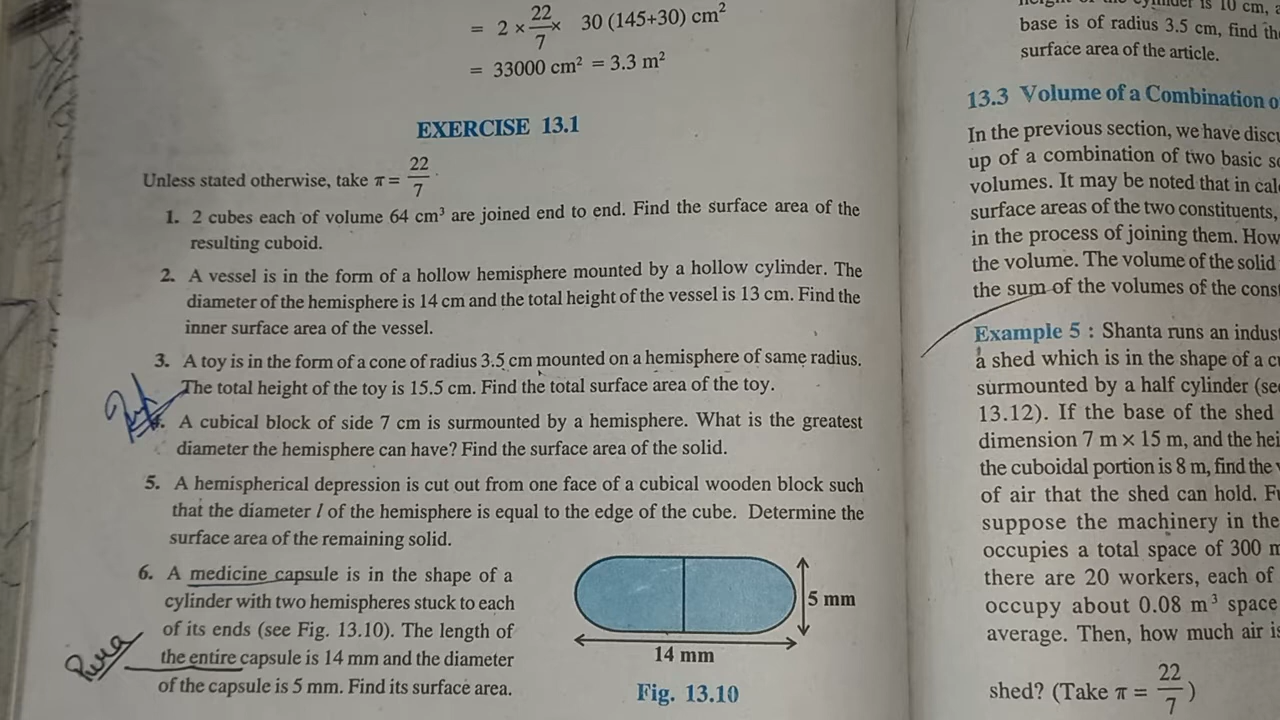 = 2 × 22/7 × 30 (145+30) cm²
= 33000 cm² = 3.3 m²
EXERCISE 13.1
Unless stated otherwise, take π = 22/7.
1. 2 cubes each of volume 64 cm³ are joined end to end. Find the surface area of the
resulting cuboid.
2. A vessel is in the form of a hollow hemisphere mounted by a hollow cylinder. The
diameter of the hemisphere is 14 cm and the total height of the vessel is 13 cm. Find the
inner surface area of the vessel.
3. A toy is in the form of a cone of radius 3.5 cm mounted on a hemisphere of same radius.
The total height of the toy is 15.5 cm. Find the total surface area of the toy.
A cubical block of side 7 cm is surmounted by a hemisphere. What is the greatest
diameter the hemisphere can have? Find the surface area of the solid.
5. A hemispherical depression is cut out from one face of a cubical wooden block such
that the diameter l of the hemisphere is equal to the edge of the cube. Determine the
surface area of the remaining solid.
6. A medicine capsule is in the shape of a
cylinder with two hemispheres stuck to each
of its ends (see Fig. 13.10). The length of
the entire capsule is 14 mm and the diameter
of the capsule is 5 mm. Find its surface area.
5 mm
14 mm
Fig. 13.10
is 10 cm,
base is of radius 3.5 cm, find
surface area of the article.
13.3 Volume of a Combination
In the previous section, we have
up of a combination of two basic
volumes. It may be noted that in
surface areas of the two constituents,
in the process of joining them.
the volume. The volume of the solid
the sum of the volumes of the
Example 5 : Shanta runs an
a shed which is in the shape of a
surmounted by a half cylinder
13.12). If the base of the shed
dimension 7 m × 15 m, and the
the cuboidal portion is 8 m, find the
of air that the shed can hold.
suppose the machinery in the
occupies a total space of 300
there are 20 workers, each of
occupy about 0.08 m³ space
average. Then, how much air
shed? (Take π = 22/7)